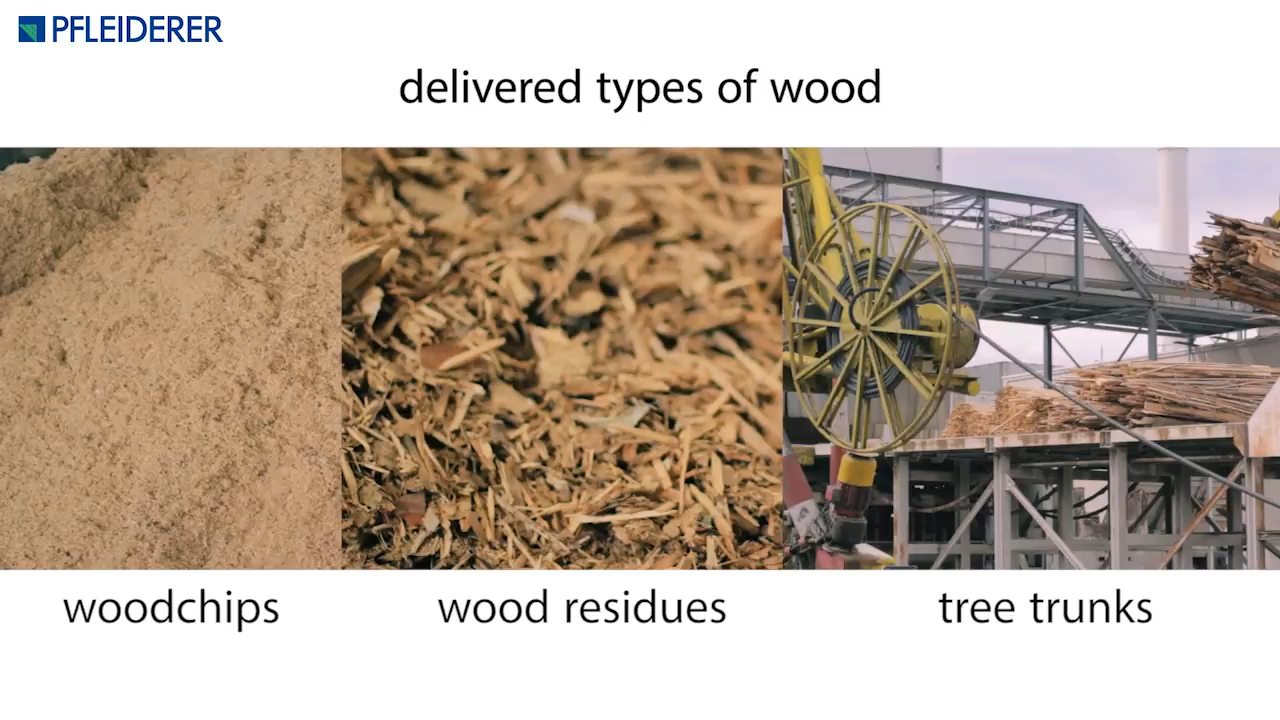 PFLEIDERER
delivered types of wood
woodchips
wood residues
tree trunks